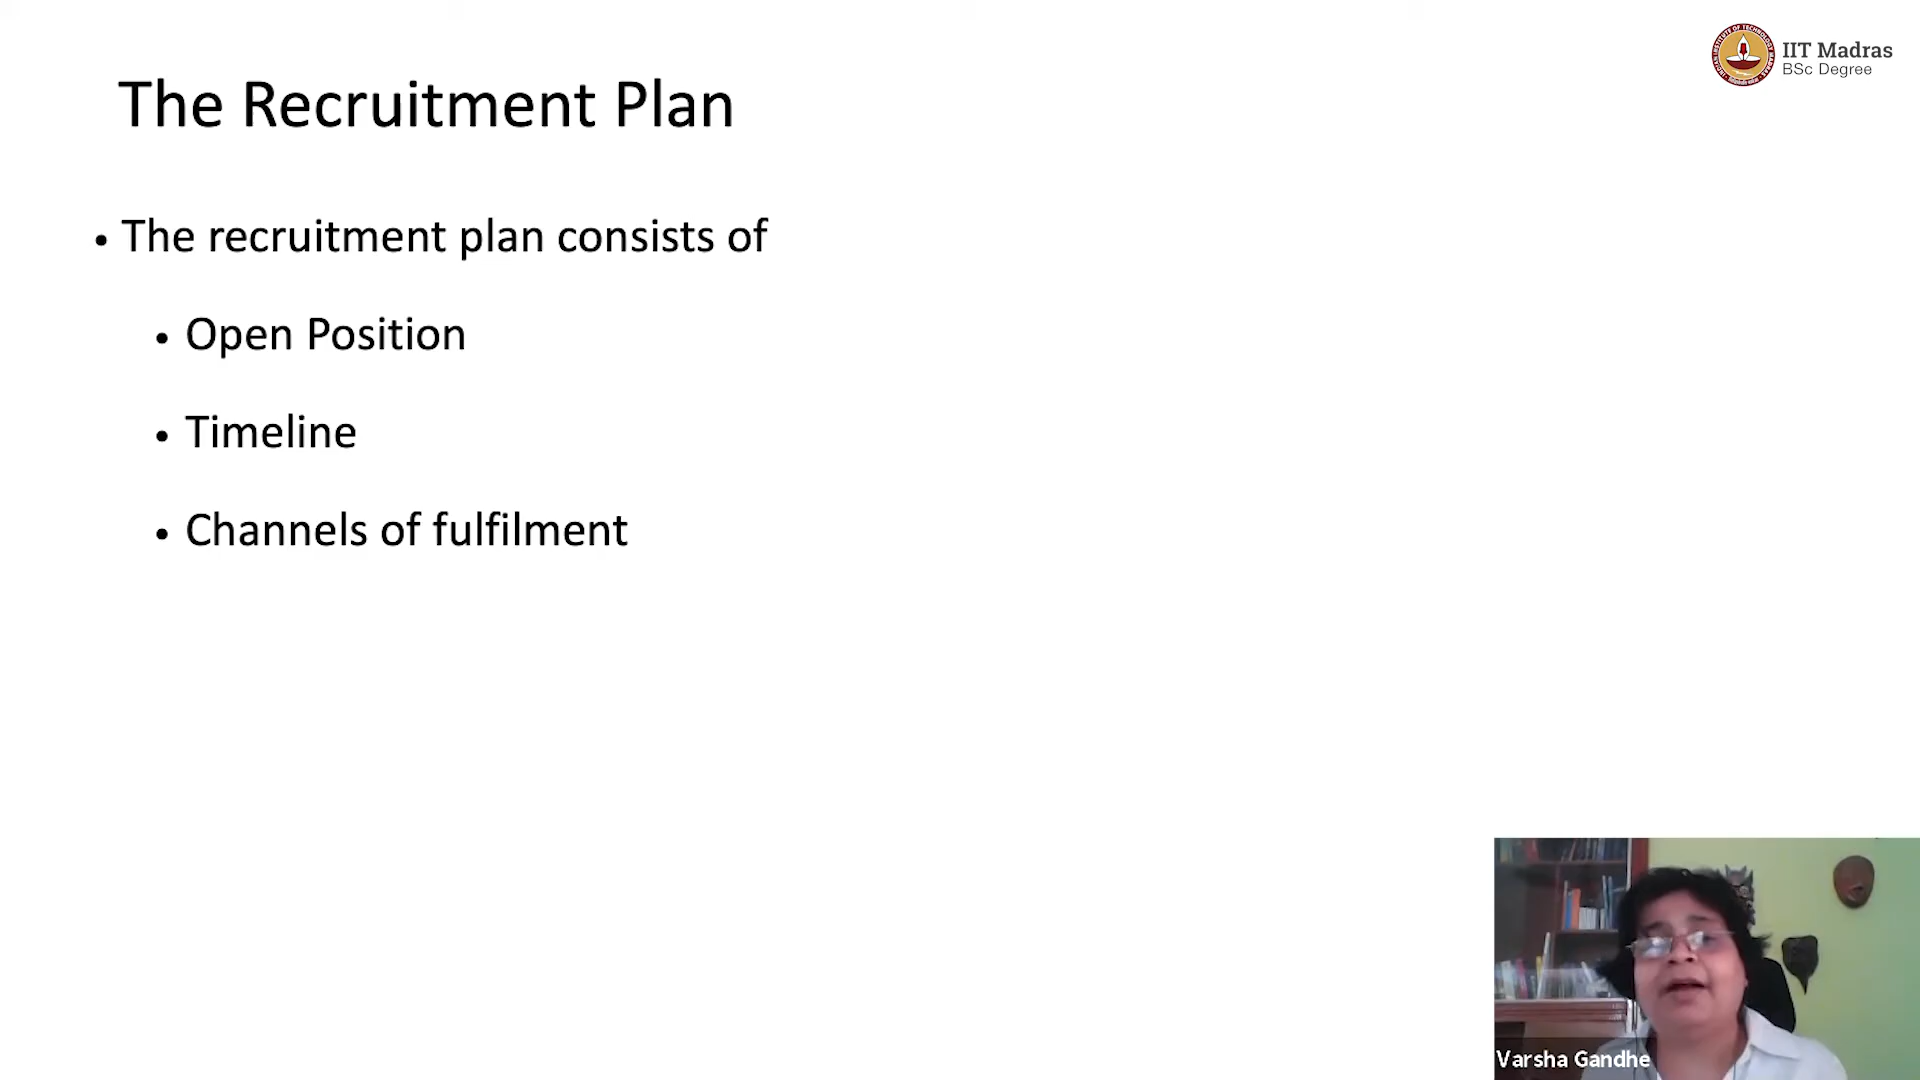 IIT Madras
BSc Degree
The Recruitment Plan
• The recruitment plan consists of
• Open Position
• Timeline
• Channels of fulfilment
Varsha Gandhe